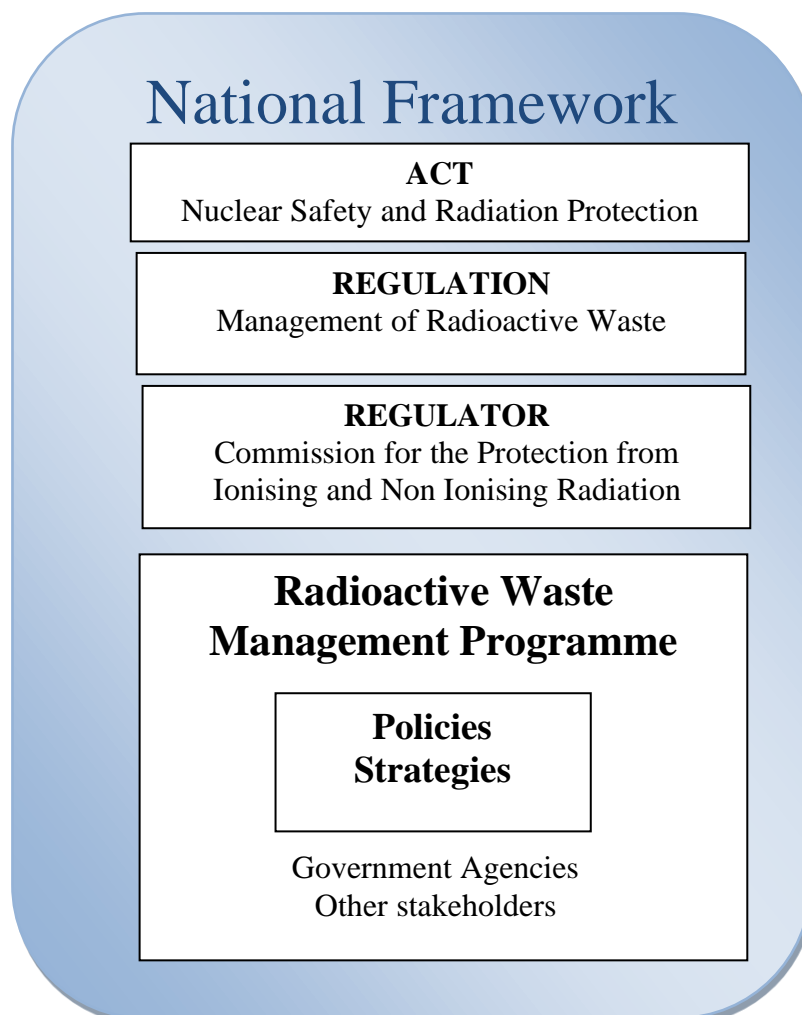 National Framework
ACT
Nuclear Safety and Radiation Protection
REGULATION
Management of Radioactive Waste
REGULATOR
Commission for the Protection from
Ionising and Non Ionising Radiation
Radioactive Waste
Management Programme
Policies
Strategies
Government Agencies
Other stakeholders